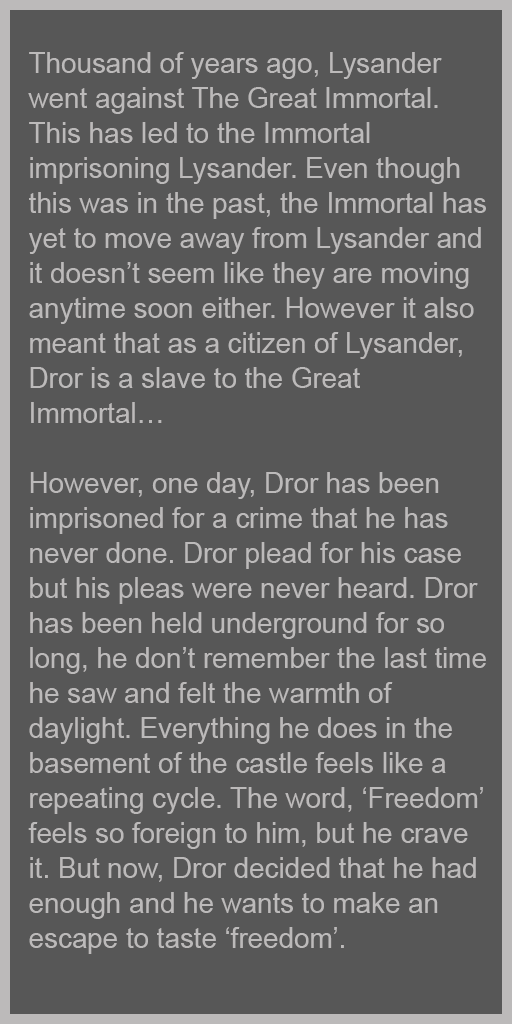 Thousand of years ago, Lysander
went against The Great Immortal.
This has led to the Immortal
imprisoning Lysander. Even though
this was in the past, the Immortal has
yet to move away from Lysander and
it doesn’t seem like they are moving
anytime soon either. However it also
meant that as a citizen of Lysander,
Dror is a slave to the Great
Immortal…
However, one day, Dror has been
imprisoned for a crime that he has
never done. Dror plead for his case
but his pleas were never heard. Dror
has been held underground for so
long, he don’t remember the last time
he saw and felt the warmth of
daylight. Everything he does in the
basement of the castle feels like a
repeating cycle. The word, ‘Freedom’
feels so foreign to him, but he crave
it. But now, Dror decided that he had
enough and he wants to make an
escape to taste ‘freedom’.